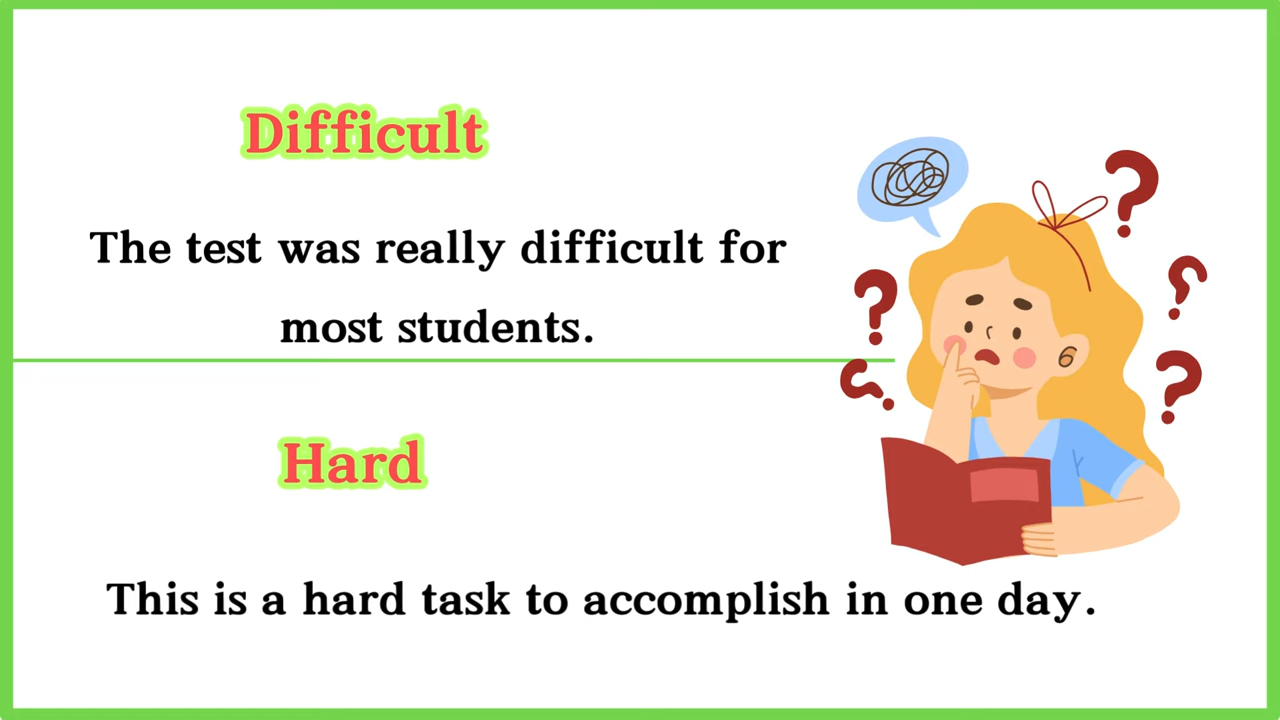 Difficult
The test was really difficult for
most students.
Hard
This is a hard task to accomplish in one day.